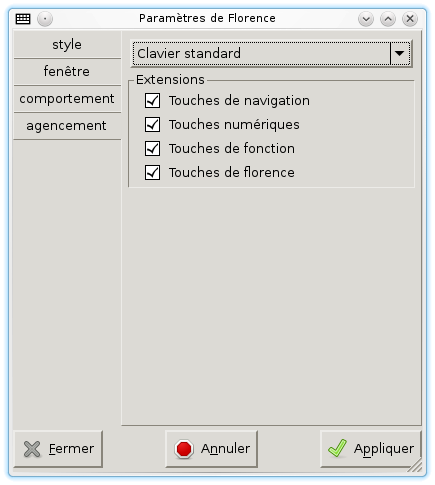 Paramètres de Florence
style
fenêtre
comportement
agencement
Clavier standard
Extensions
Touches de navigation
Touches numériques
Touches de fonction
Touches de florence
Fermer
Annuler
Appliquer